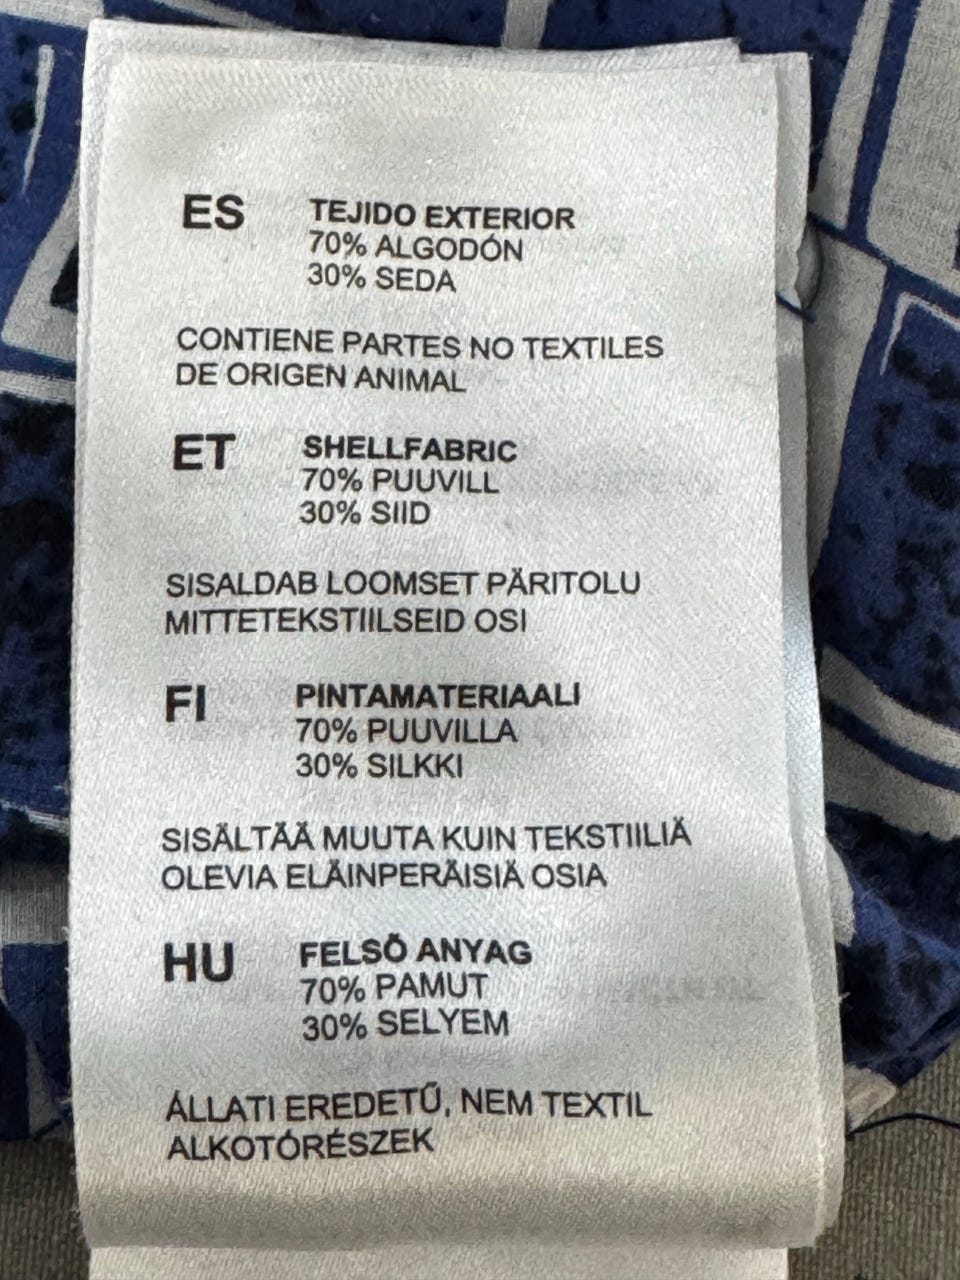 ES TEJIDO EXTERIOR
70% ALGODÓN
30% SEDA
CONTIENE PARTES NO TEXTILES
DE ORIGEN ANIMAL
ET SHELLFABRIC
70% PUUVILL
30% SIID
SISALDAB LOOMSET PÄRITOLU
MITTETEKSTIILSEID OSI
FI PINTAMATERIAALI
70% PUUVILLA
30% SILKKI
SISÄLTÄÄ MUUTA KUIN TEKSTIILIÄ
OLEVIA ELÄINPERÄISIÄ OSIA
HU FELSŐ ANYAG
70% PAMUT
30% SELYEM
ÁLLATI EREDETŰ, NEM TEXTIL
ALKOTÓRÉSZEK